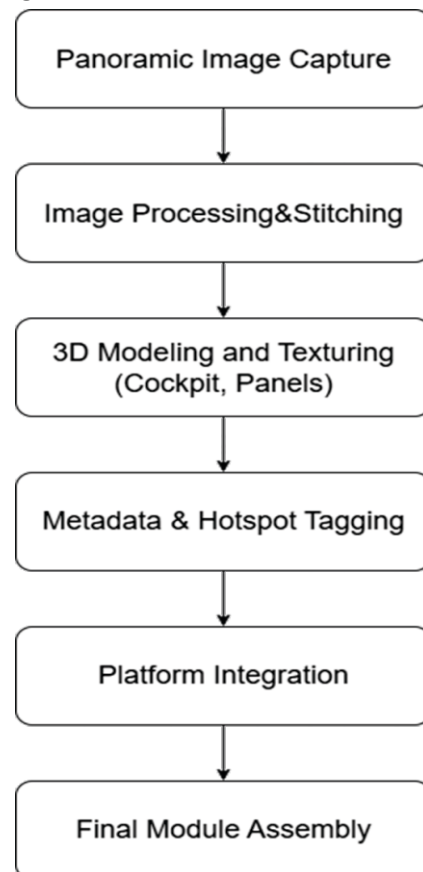 Panoramic Image Capture
Image Processing&Stitching
3D Modeling and Texturing
(Cockpit, Panels)
Metadata & Hotspot Tagging
Platform Integration
Final Module Assembly